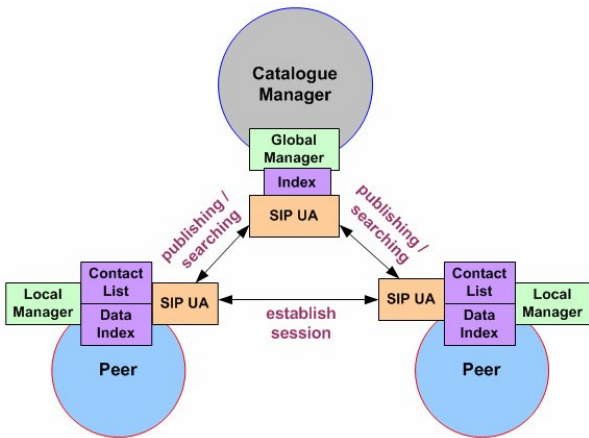 Catalogue
Manager
Global
Manager
Index
SIP UA
publishing /
searching
publishing /
searching
Local
Manager
Contact
List
Data
Index
SIP UA
establish
session
SIP UA
Contact
List
Data
Index
Local
Manager
Peer
Peer